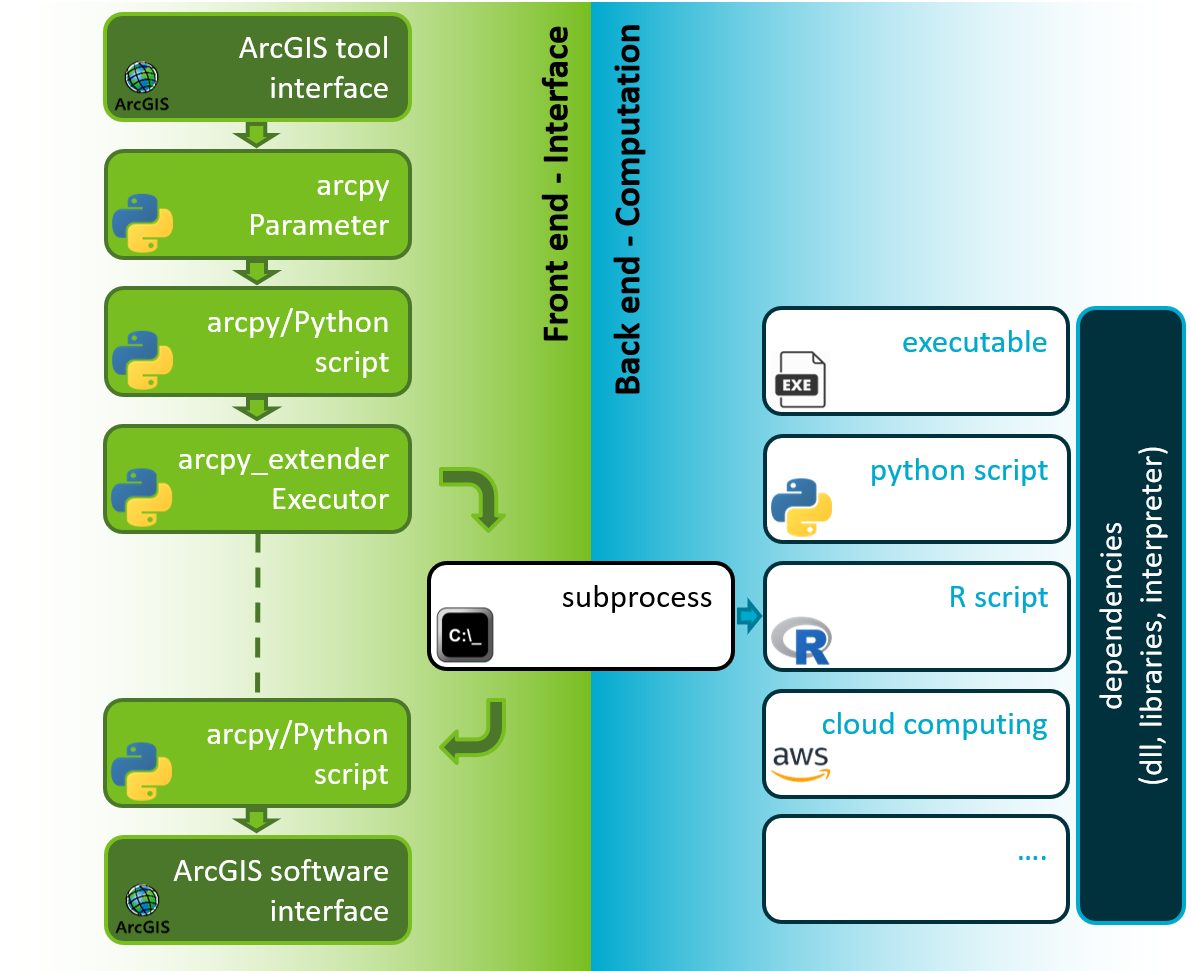 ArcGIS tool
interface
ArcGIS
arcpy
Parameter
arcpy/Python
script
arcpy_extender
Executor
arcpy/Python
script
ArcGIS software
interface
ArcGIS
Front end - Interface
Back end - Computation
subprocess
C:\_
executable
EXE
python script
R script
R
cloud computing
aws
....
dependencies
(dll, libraries, interpreter)